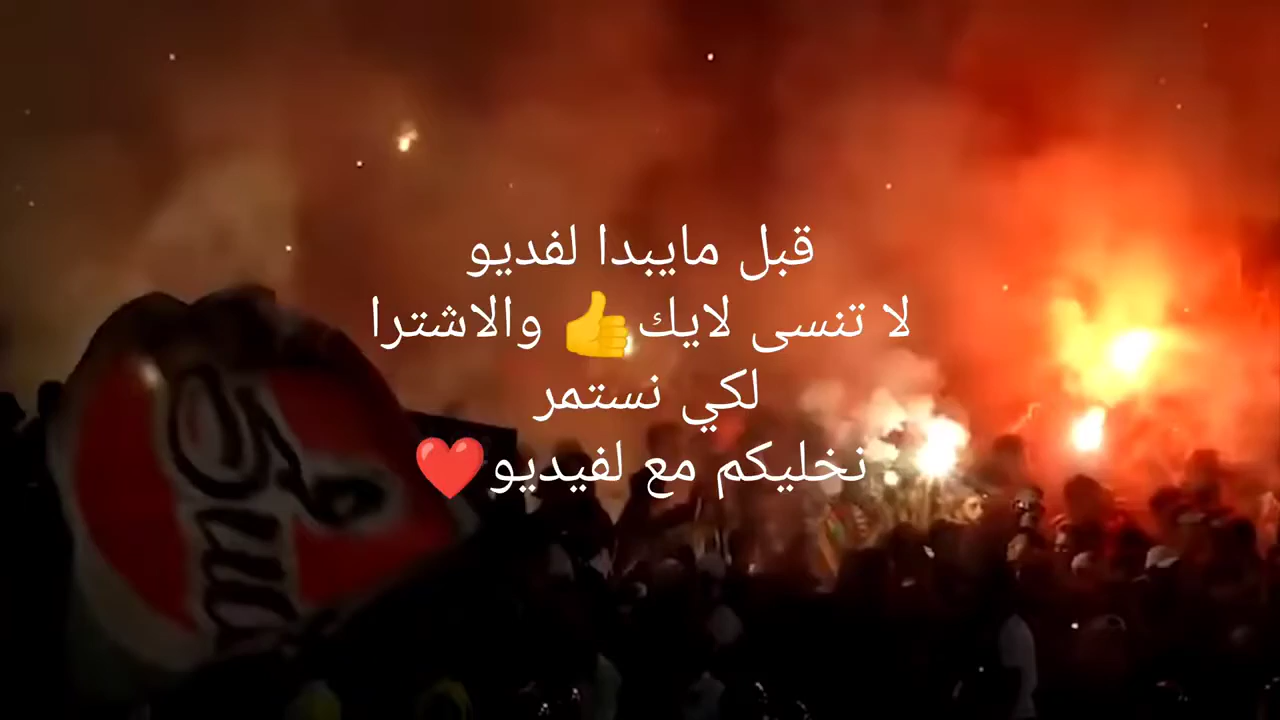 قبل مايبدا لفديو
لا تنسى لايك👍 والاشترا
لكي نستمر
نخليكم مع لفيديو❤️